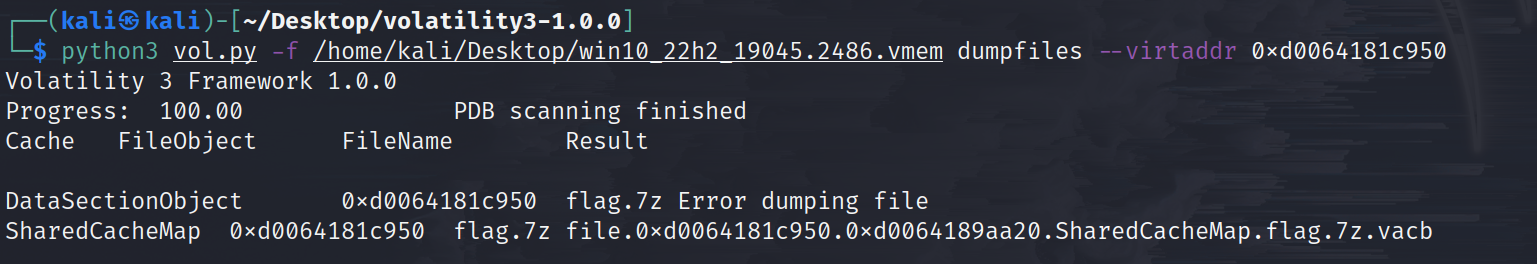 ┌──(kali㉿kali)-[~/Desktop/volatility3-1.0.0]
└─$ python3 vol.py -f /home/kali/Desktop/win10_22h2_19045.2486.vmem dumpfiles --virtaddr 0×d0064181c950
Volatility 3 Framework 1.0.0
Progress:  100.00               PDB scanning finished
Cache   FileObject      FileName        Result

DataSectionObject       0×d0064181c950  flag.7z Error dumping file
SharedCacheMap  0×d0064181c950  flag.7z file.0×d0064181c950.0×d0064189aa20.SharedCacheMap.flag.7z.vacb